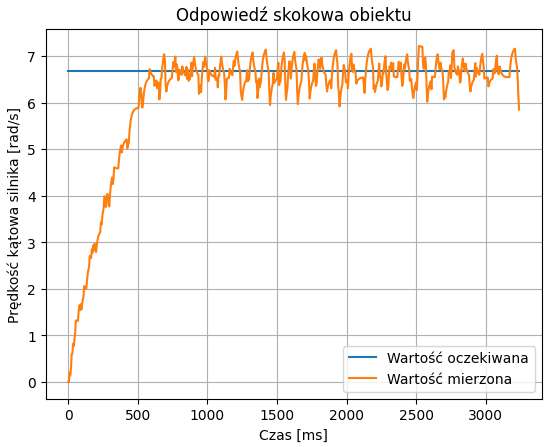 Odpowiedź skokowa obiektu
Prędkość kątowa silnika [rad/s]
7
6
5
4
3
2
1
0
0 500 1000 1500 2000 2500 3000
Czas [ms]
Wartość oczekiwana
Wartość mierzona